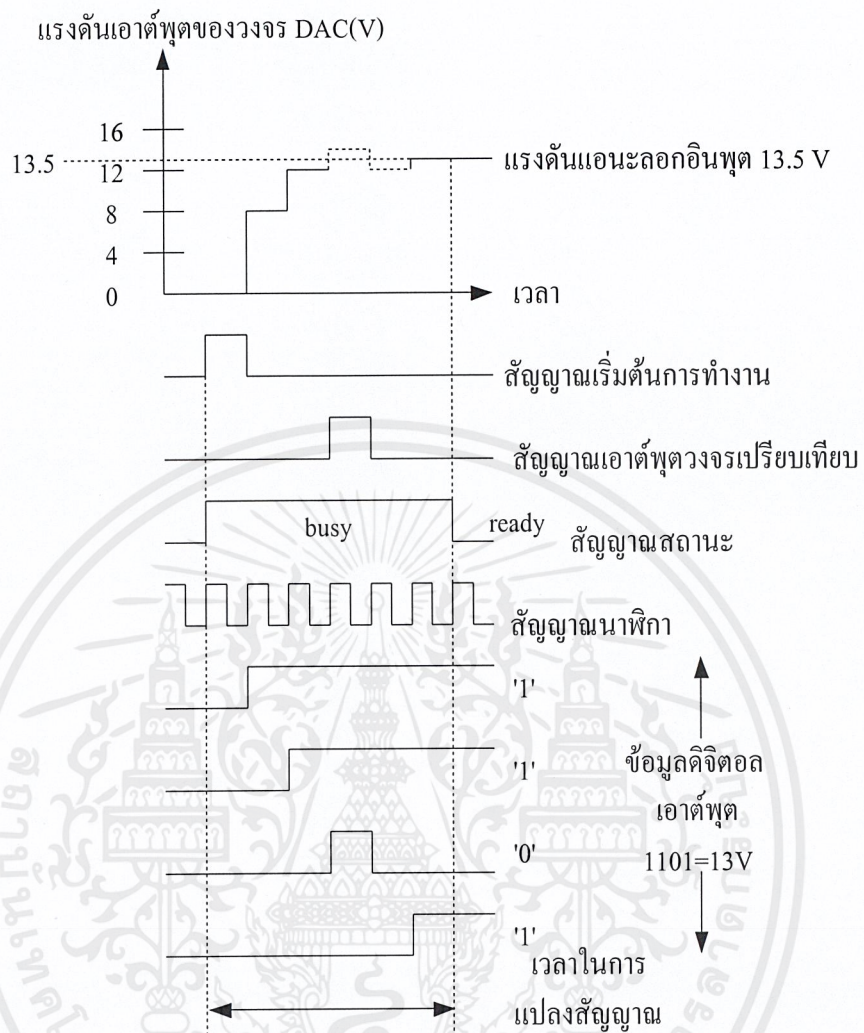 แรงดันเอาต์พุตของวงจร DAC(V)
16
13.5
แรงดันแอนะลอกอินพุต 13.5 V
12
8
4
0
เวลา
สัญญาณเริ่มต้นการทำงาน
สัญญาณเอาต์พุตวงจรเปรียบเทียบ
busy
ready
สัญญาณสถานะ
สัญญาณนาฬิกา
'1'
'1'
ข้อมูลดิจิตอล
เอาต์พุต
'0'
1101=13V
'1'
เวลาในการ
แปลงสัญญาณ